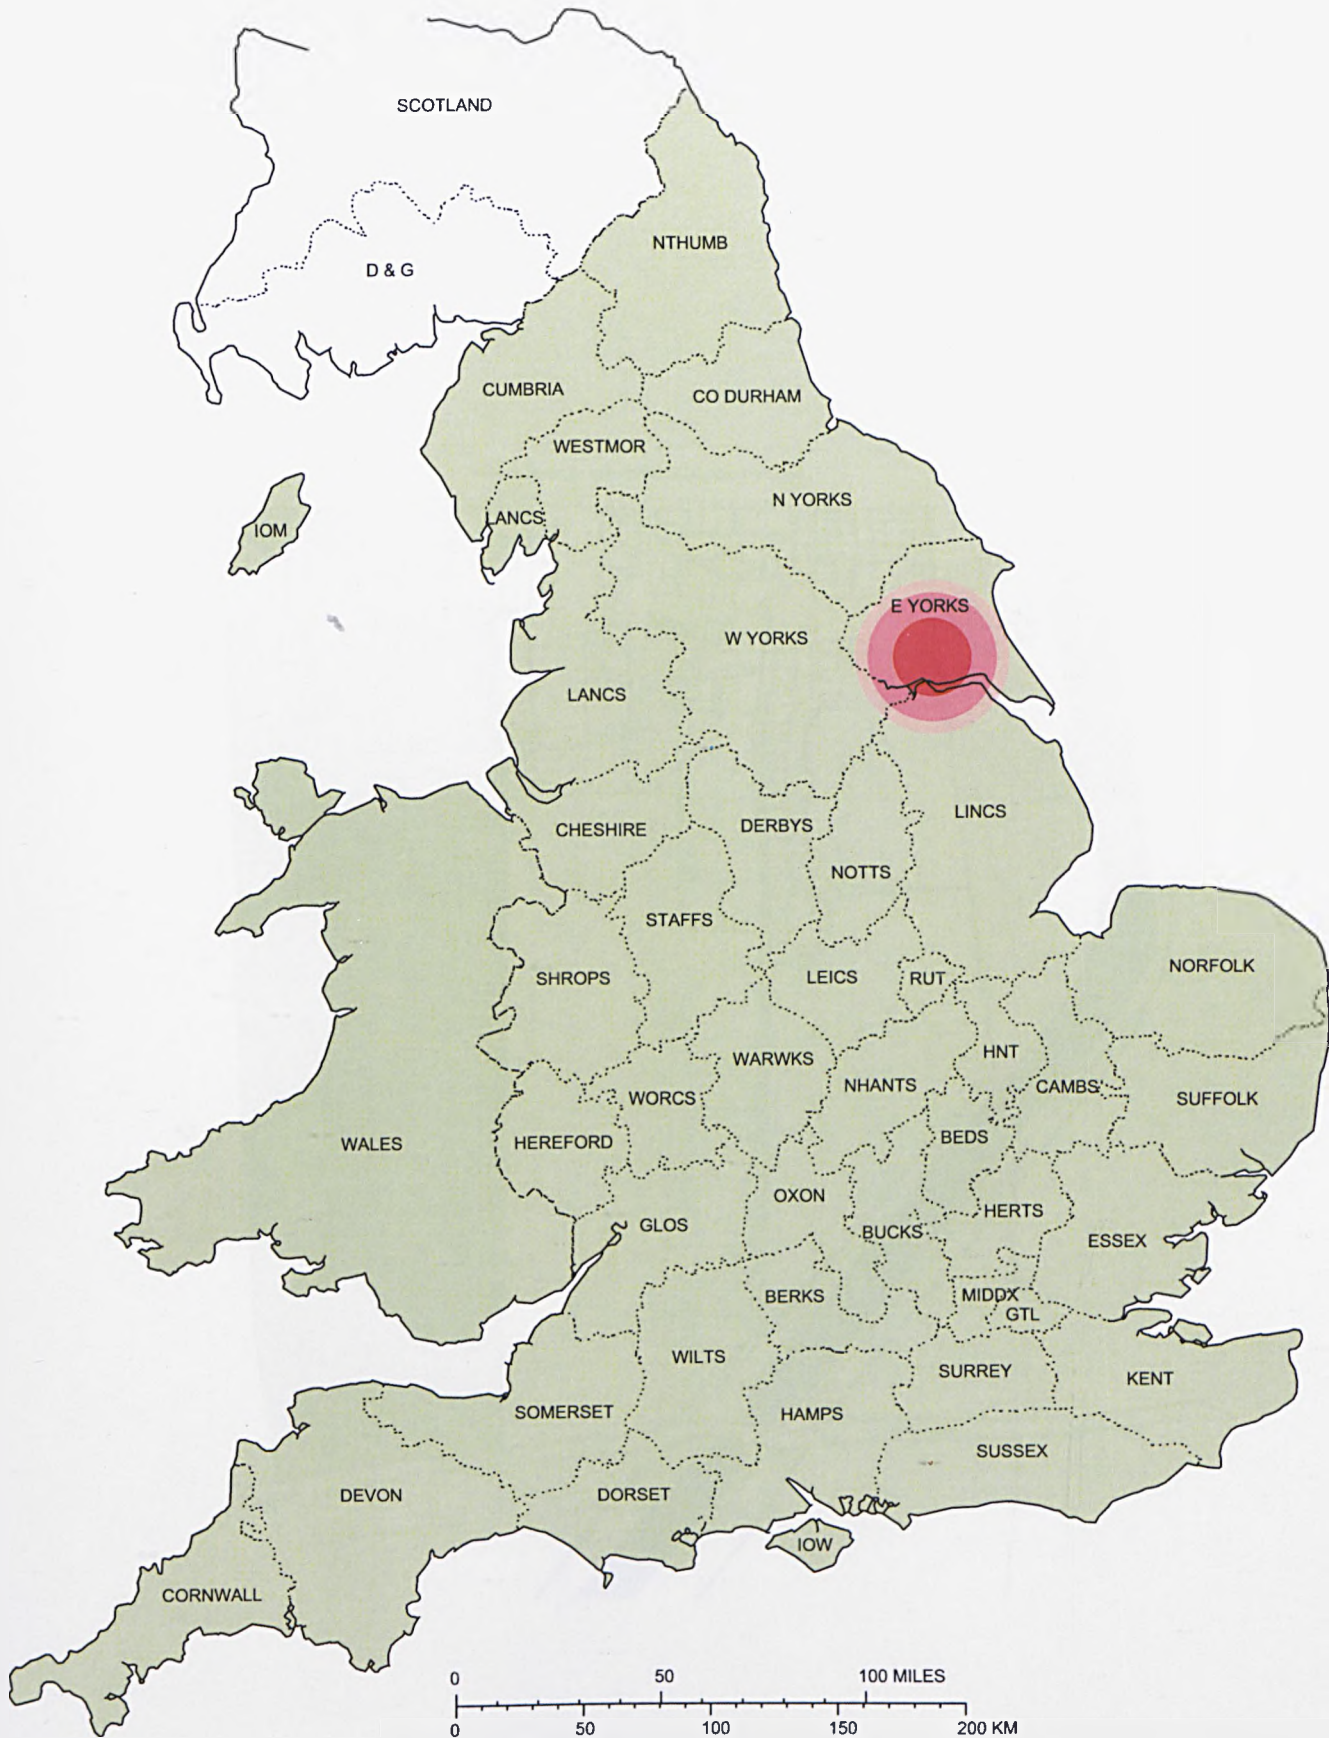 SCOTLAND
NTHUMB
D & G
CUMBRIA
CO DURHAM
WESTMOR
N YORKS
LANCS
IOM
E YORKS
W YORKS
LANCS
LINCS
CHESHIRE
DERBYS
NOTTS
STAFFS
NORFOLK
SHROPS
LEICS
RUT
HNT
WARWKS
NHANTS
CAMBS
WORCS
SUFFOLK
WALES
HEREFORD
BEDS
OXON
HERTS
GLOS
BUCKS
ESSEX
BERKS
MIDDX
GTL
WILTS
SURREY
KENT
SOMERSET
HAMPS
SUSSEX
DEVON
DORSET
IOW
CORNWALL
0 50 100 MILES
0 50 100 150 200 KM